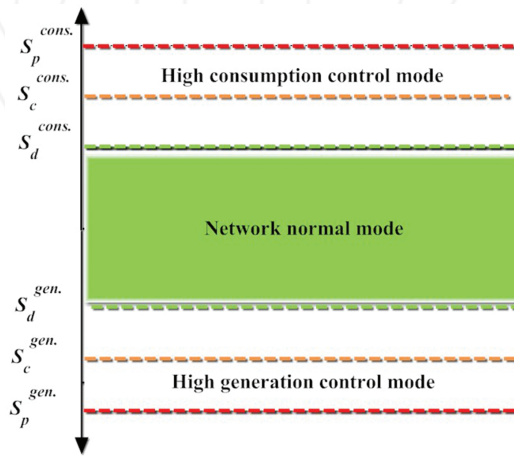 S_p^cons.
High consumption control mode
S_c^cons.
S_d^cons.
Network normal mode
S_d^gen.
S_c^gen.
High generation control mode
S_p^gen.